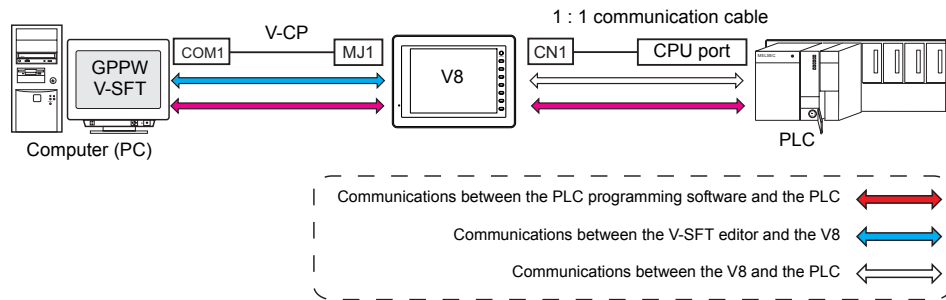 1 : 1 communication cable
V-CP
COM1
MJ1
CN1
CPU port
GPPW
V-SFT
V8
MELSEC
Computer (PC)
PLC
Communications between the PLC programming software and the PLC
Communications between the V-SFT editor and the V8
Communications between the V8 and the PLC